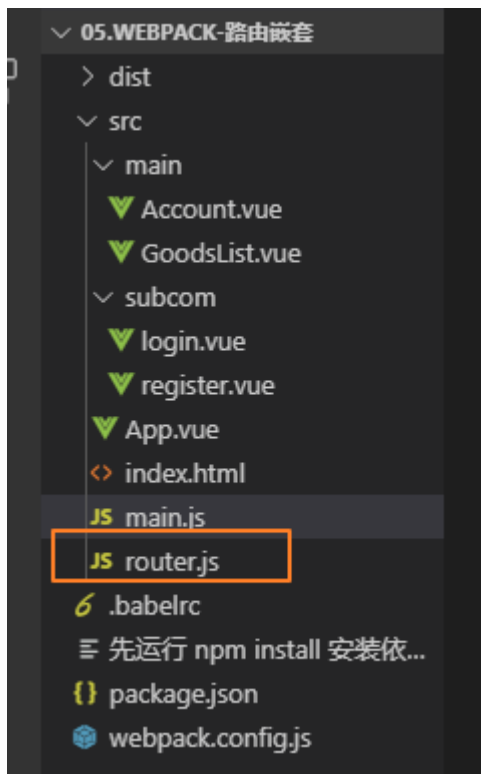 05.WEBPACK-路由嵌套
dist
src
main
Account.vue
GoodsList.vue
subcom
login.vue
register.vue
App.vue
index.html
JS main.js
JS router.js
.babelrc
先运行 npm install 安装依...
package.json
webpack.config.js